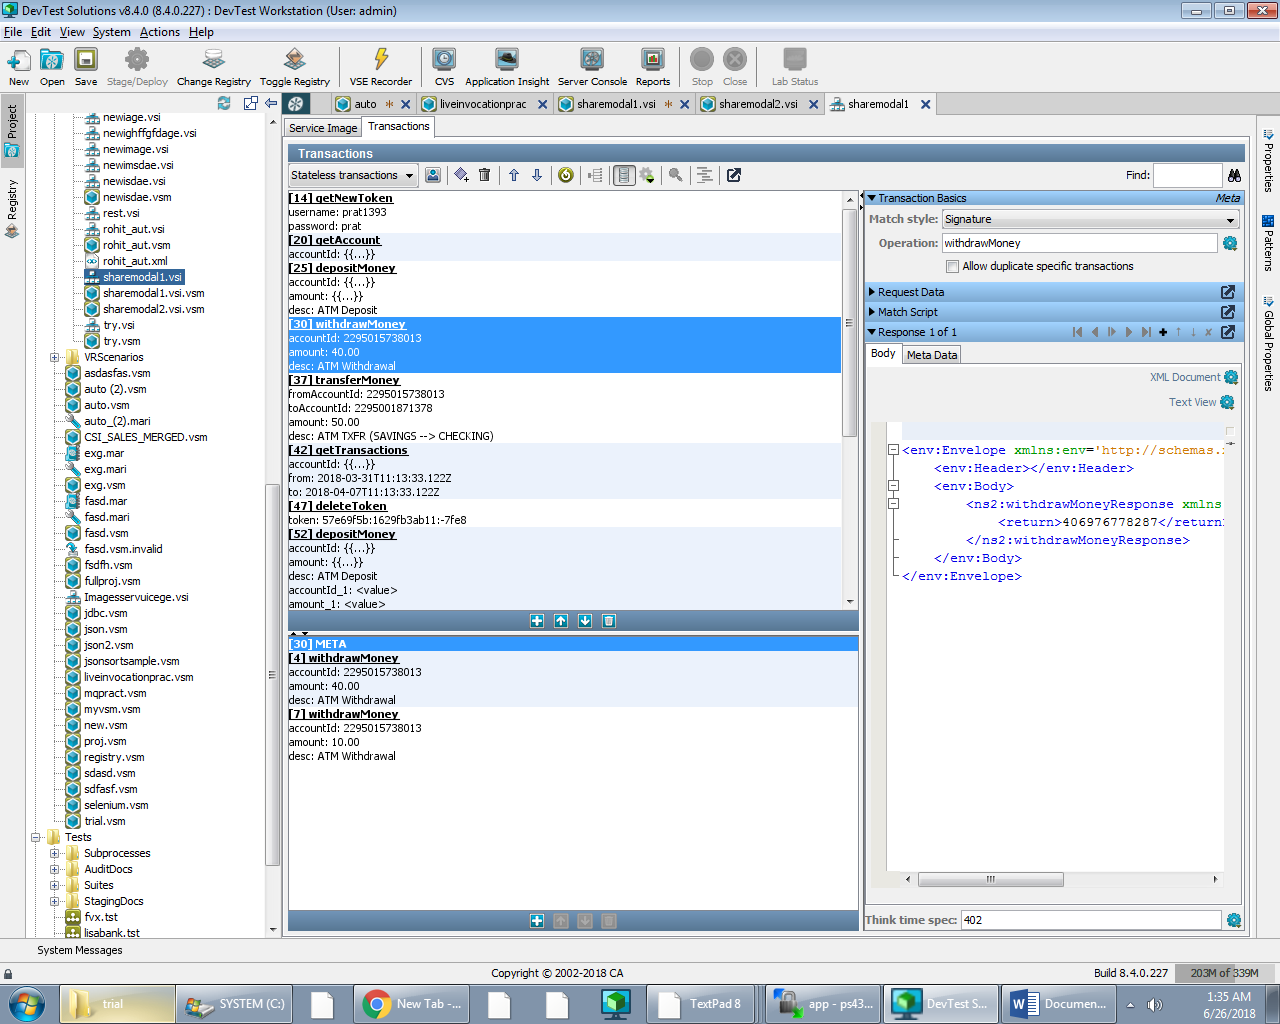 DevTest Solutions v8.4.0 (8.4.0.227) : DevTest Workstation (User: admin)
File Edit View System Actions Help
New Open Save Stage/Deploy Change Registry Toggle Registry VSE Recorder CVS Application Insight Server Console Reports Stop Close Lab Status
Project
Registry
newiage.vsi
newighffgfdage.vsi
newimage.vsi
newimsdae.vsi
newisdae.vsi
newisdae.vsm
rest.vsi
rohit_aut.vsi
rohit_aut.vsm
rohit_aut.xml
sharemodal1.vsi
sharemodal1.vsi.vsm
sharemodal2.vsi.vsm
try.vsi
try.vsm
VRScenarios
asdasfas.vsm
auto (2).vsm
auto.vsm
auto_(2).mari
CSI_SALES_MERGED.vsm
exg.mar
exg.mari
exg.vsm
fasd.mar
fasd.mari
fasd.vsm
fasd.vsm.invalid
fsdfh.vsm
fullproj.vsm
Imagesservuicege.vsi
jdbc.vsm
json.vsm
json2.vsm
jsonsortsample.vsm
liveinvocationprac.vsm
mqpract.vsm
myvsm.vsm
new.vsm
proj.vsm
registry.vsm
sdasd.vsm
sdfasf.vsm
selenium.vsm
trial.vsm
Tests
Subprocesses
AuditDocs
Suites
StagingDocs
fvx.tst
lisabank.tst
auto liveinvocationprac sharemodal1.vsi sharemodal2.vsi sharemodal1
Service Image Transactions
Transactions
Stateless transactions Find:
[14] getNewToken
username: prat1393
password: prat
[20] getAccount
accountId: {{...}}
[25] depositMoney
accountId: {{...}}
amount: {{...}}
desc: ATM Deposit
[30] withdrawMoney
accountId: 2295015738013
amount: 40.00
desc: ATM Withdrawal
[37] transferMoney
fromAccountId: 2295015738013
toAccountId: 2295001871378
amount: 50.00
desc: ATM TXFR (SAVINGS --> CHECKING)
[42] getTransactions
accountId: {{...}}
from: 2018-03-31T11:13:33.122Z
to: 2018-04-07T11:13:33.122Z
[47] deleteToken
token: 57e69f5b:1629fb3ab11:-7fe8
[52] depositMoney
accountId: {{...}}
amount: {{...}}
desc: ATM Deposit
accountId_1: <value>
amount_1: <value>
[30] META
[4] withdrawMoney
accountId: 2295015738013
amount: 40.00
desc: ATM Withdrawal
[7] withdrawMoney
accountId: 2295015738013
amount: 10.00
desc: ATM Withdrawal
Transaction Basics Meta
Match style: Signature
Operation: withdrawMoney
Allow duplicate specific transactions
Request Data
Match Script
Response 1 of 1
Body Meta Data
XML Document
Text View
<env:Envelope xmlns:env='http://schemas.
<env:Header></env:Header>
<env:Body>
<ns2:withdrawMoneyResponse xmlns
<return>406976778287</return
</ns2:withdrawMoneyResponse>
</env:Body>
</env:Envelope>
Think time spec: 402
Properties
Patterns
Global Properties
System Messages
Copyright © 2002-2018 CA
Build 8.4.0.227 203M of 339M
trial SYSTEM (C:) New Tab -... TextPad 8 app - ps43... DevTest S... Documen... 1:35 AM
6/26/2018